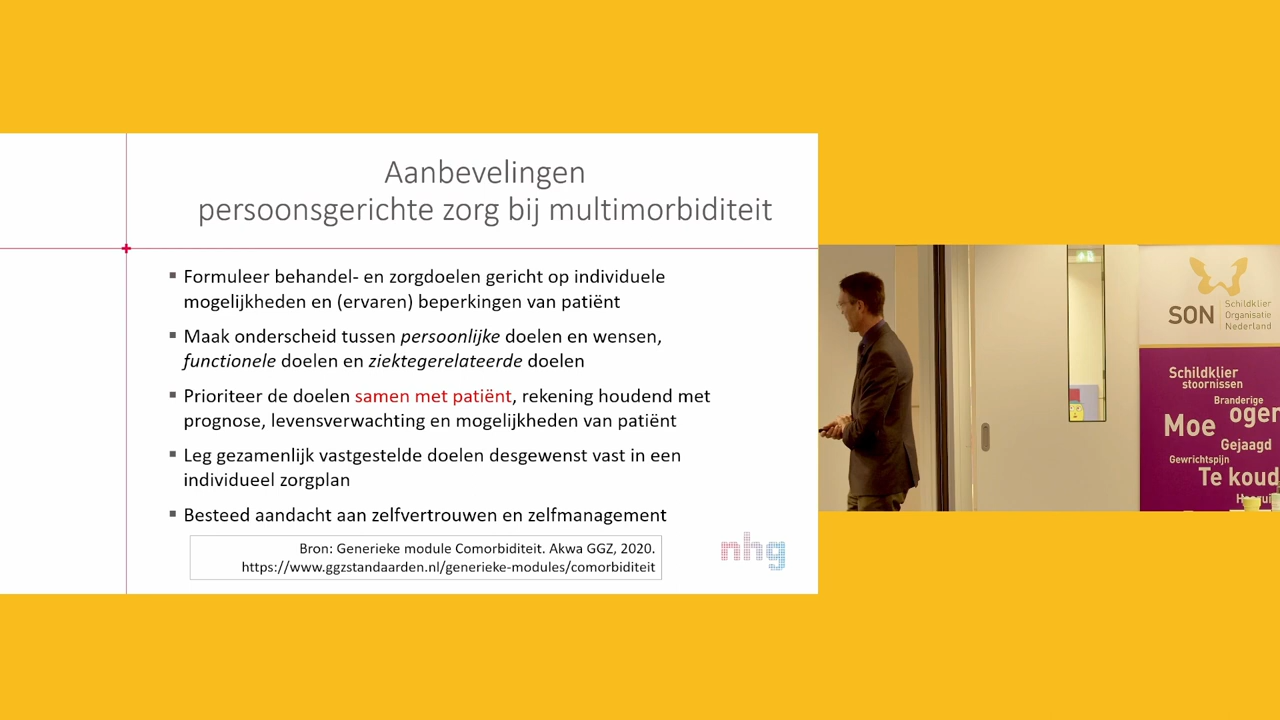 Aanbevelingen
persoonsgerichte zorg bij multimorbiditeit
▪ Formuleer behandel- en zorgdoelen gericht op individuele
mogelijkheden en (ervaren) beperkingen van patiënt
▪ Maak onderscheid tussen persoonlijke doelen en wensen,
functionele doelen en ziektegerelateerde doelen
▪ Prioriteer de doelen samen met patiënt, rekening houdend met
prognose, levensverwachting en mogelijkheden van patiënt
▪ Leg gezamenlijk vastgestelde doelen desgewenst vast in een
individueel zorgplan
▪ Besteed aandacht aan zelfvertrouwen en zelfmanagement
Bron: Generieke module Comorbiditeit. Akwa GGZ, 2020.
https://www.ggzstandaarden.nl/generieke-modules/comorbiditeit
nhg
SON
Schildklier
Organisatie
Nederland
Schildklier
stoornissen
Branderige
Moe
oger
Gejaagd
Gewrichtspijn
Te koud